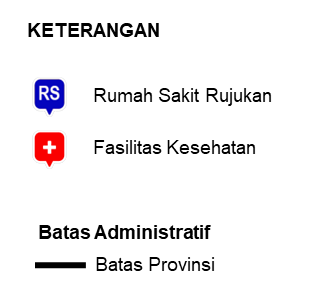 KETERANGAN
RS Rumah Sakit Rujukan
Fasilitas Kesehatan
Batas Administratif
Batas Provinsi